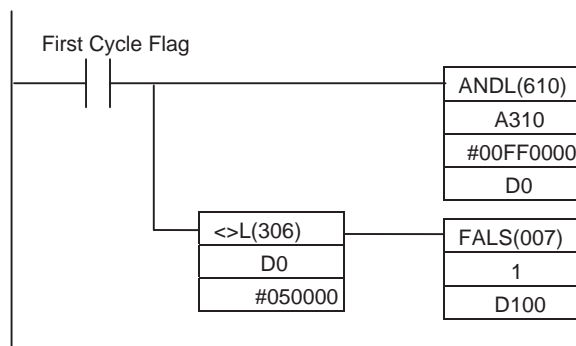 First Cycle Flag
ANDL(610)
A310
#00FF0000
D0
<>L(306)
D0
#050000
FALS(007)
1
D100